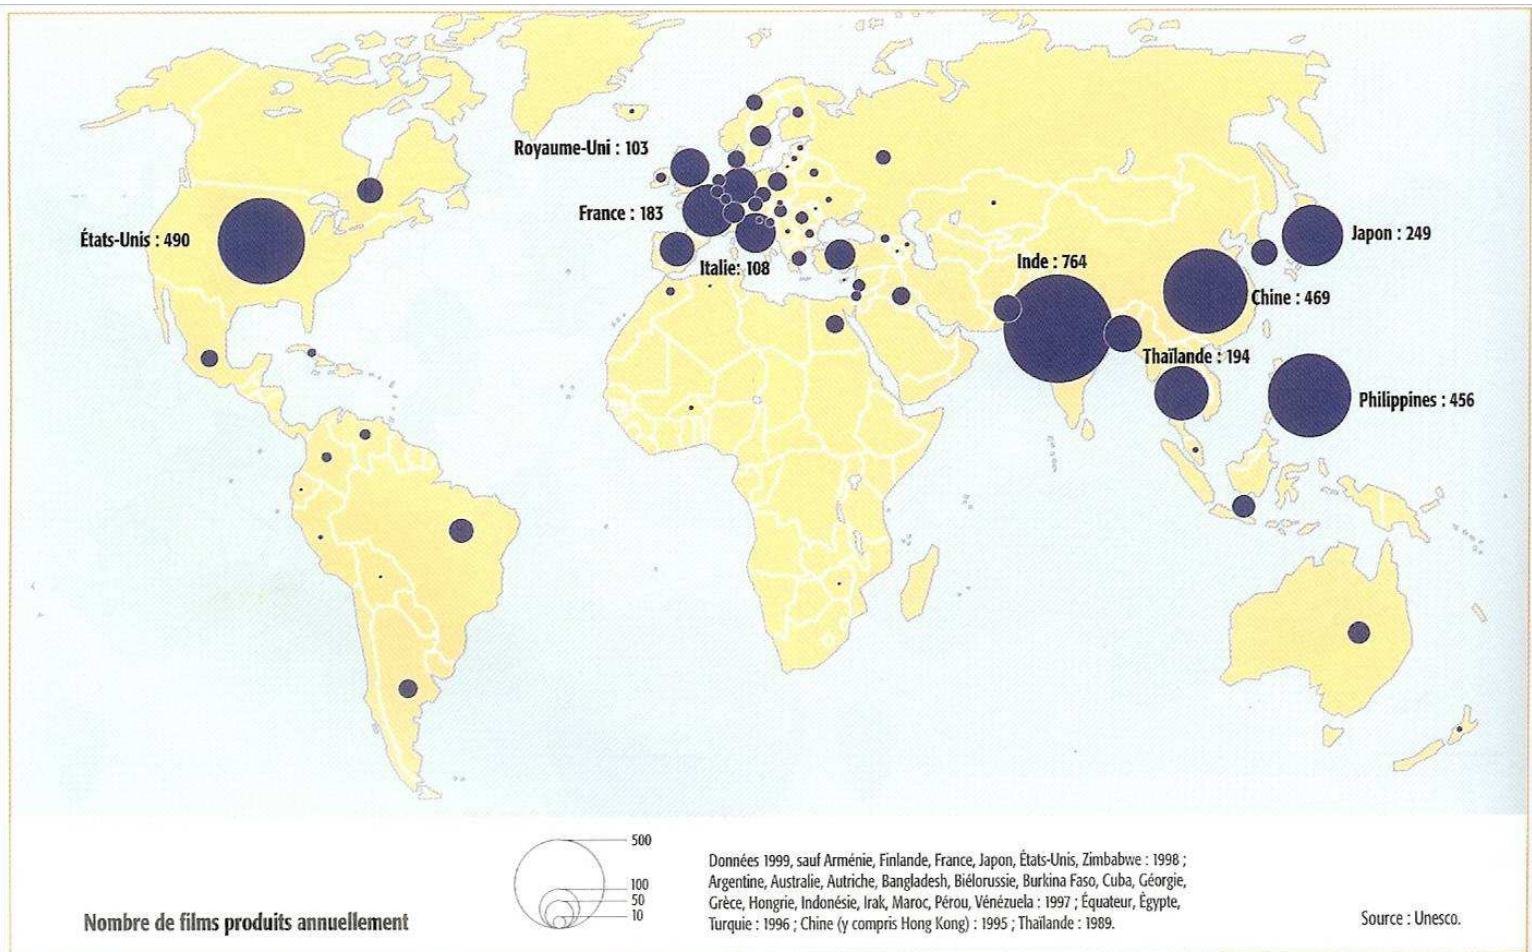 Royaume-Uni : 103
France : 183
États-Unis : 490
Italie: 108
Inde : 764
Japon : 249
Chine : 469
Thaïlande : 194
Philippines : 456
500
100
50
10
Nombre de films produits annuellement
Données 1999, sauf Arménie, Finlande, France, Japon, États-Unis, Zimbabwe : 1998 ;
Argentine, Australie, Autriche, Bangladesh, Biélorussie, Burkina Faso, Cuba, Géorgie,
Grèce, Hongrie, Indonésie, Irak, Maroc, Pérou, Vénézuela : 1997 ; Équateur, Égypte,
Turquie : 1996 ; Chine (y compris Hong Kong) : 1995 ; Thaïlande : 1989.
Source : Unesco.